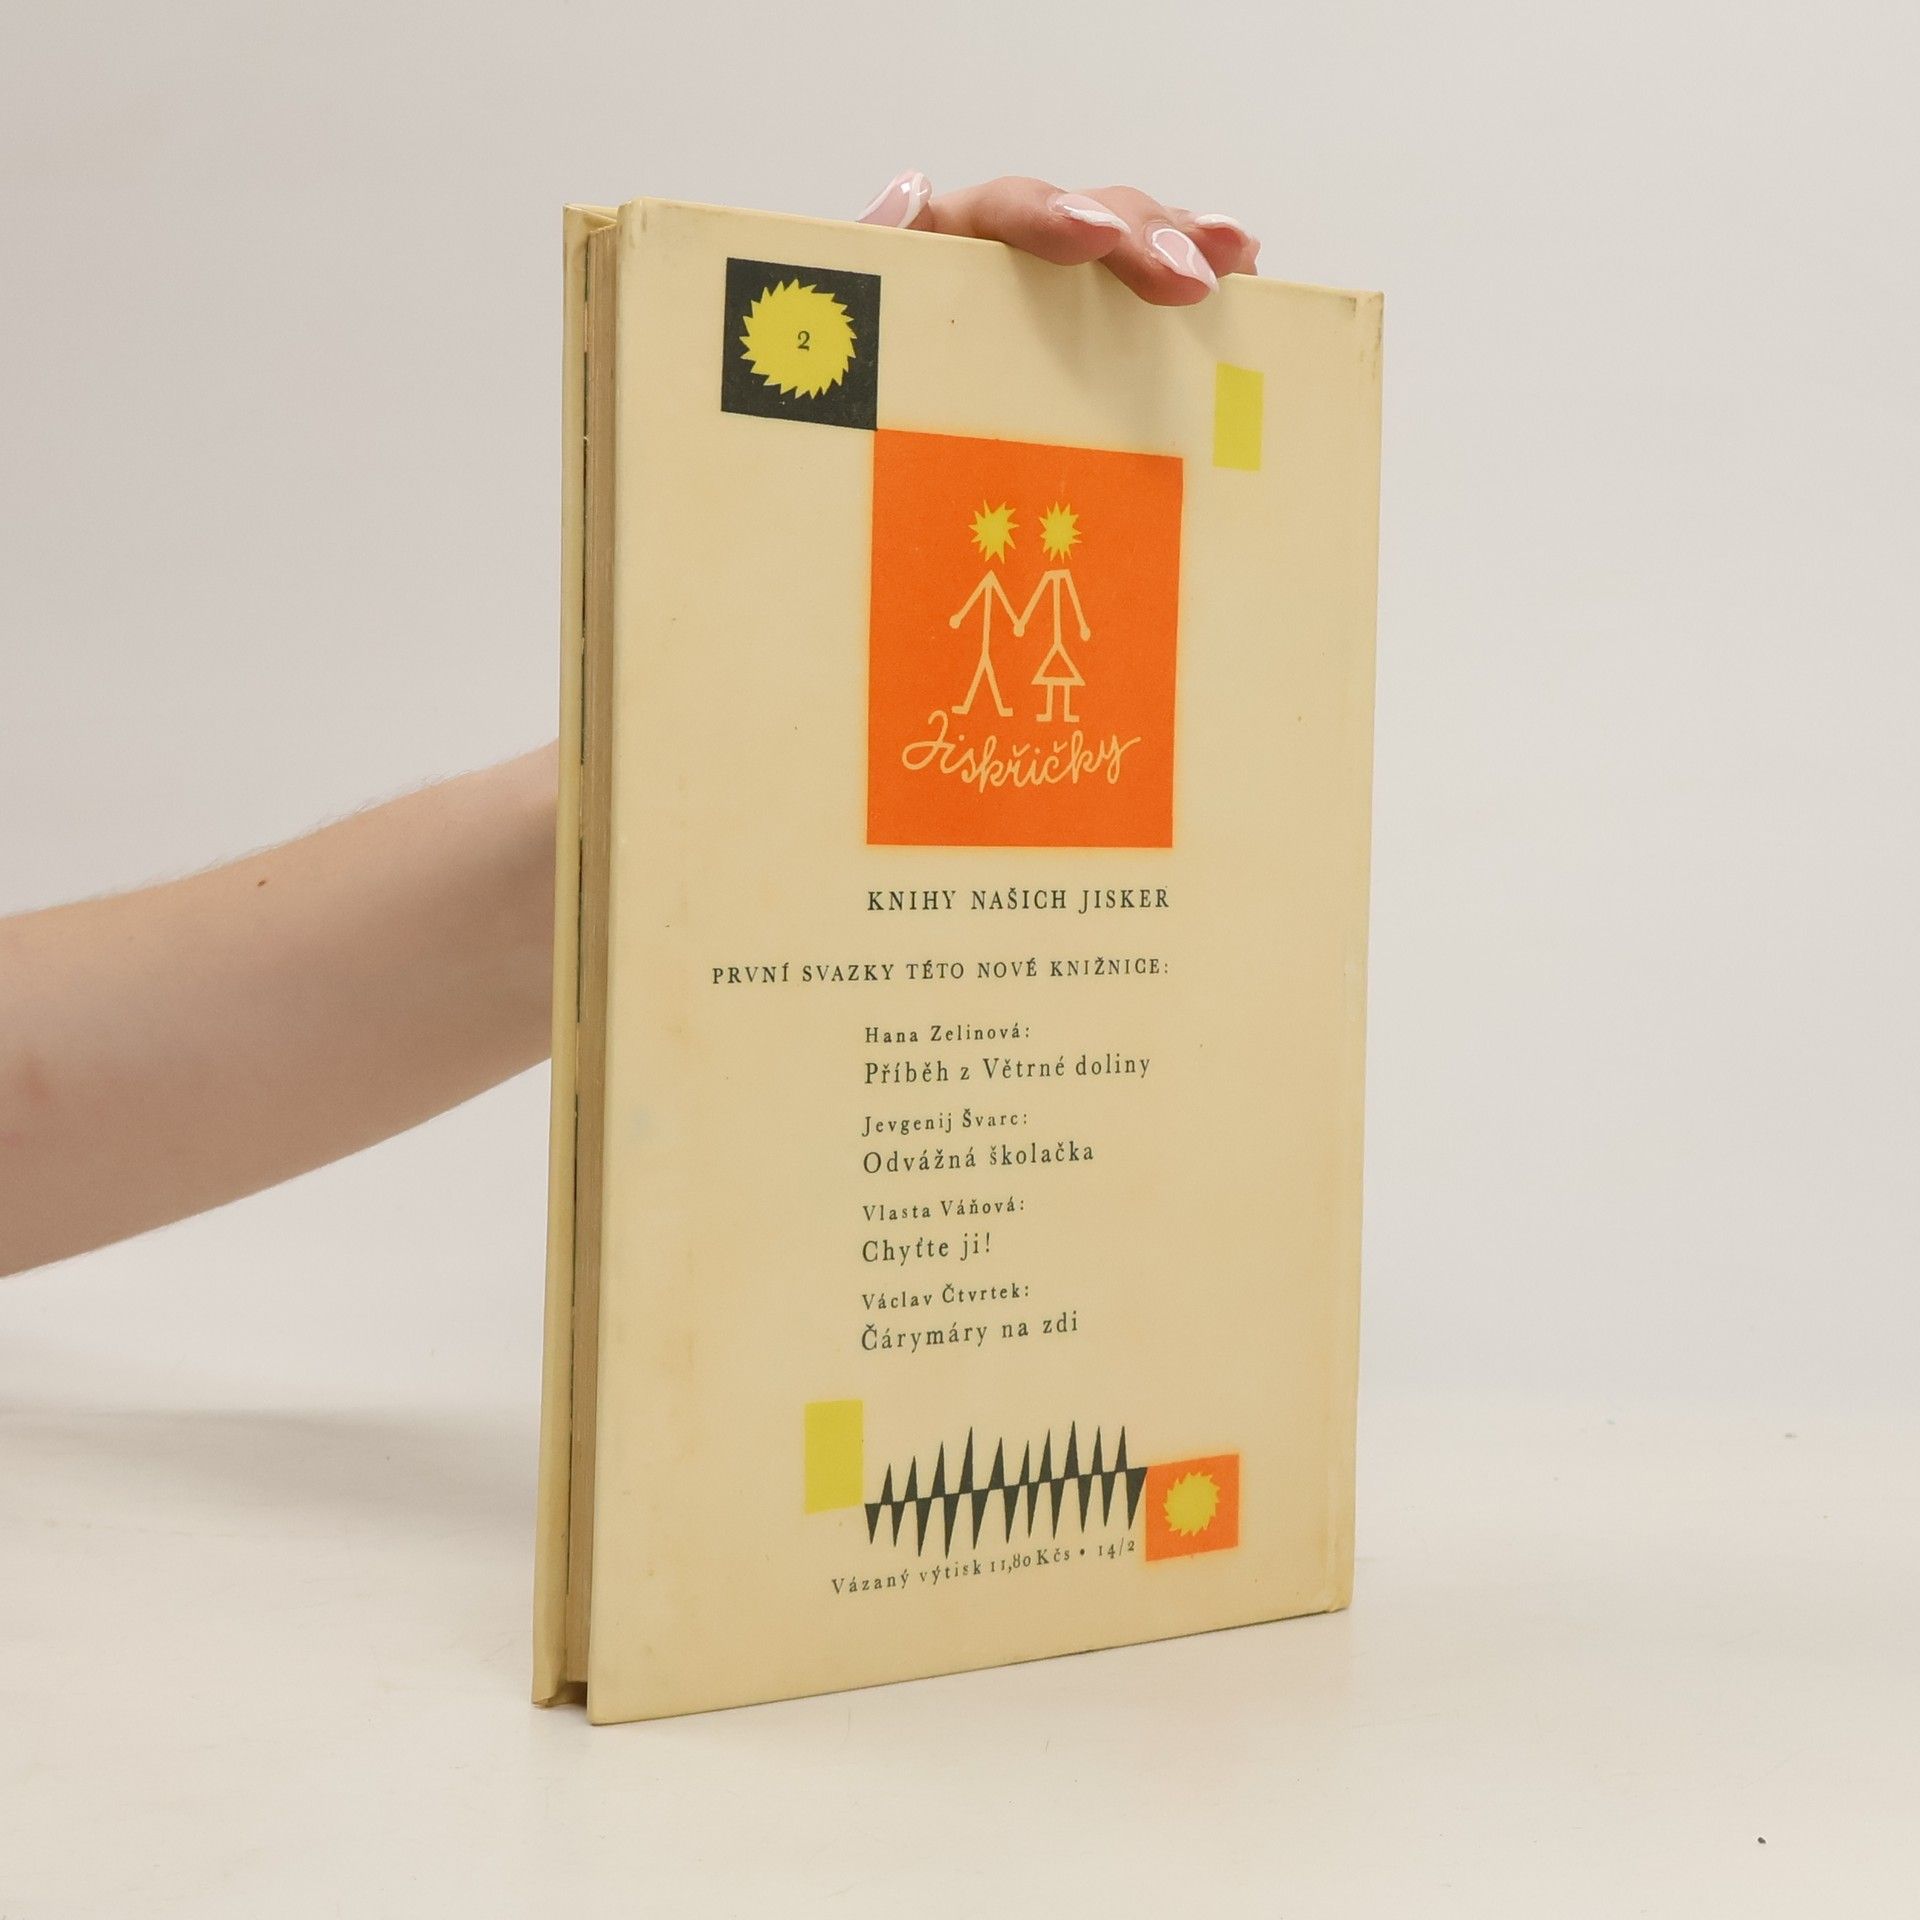 2
Jiskřičky
KNIHY NAŠICH JISKER
PRVNÍ SVAZKY TÉTO NOVÉ KNIŽNICE:
Hana Zelinová:
Příběh z Větrné doliny
Jevgenij Švarc:
Odvážná školačka
Vlasta Váňová:
Chyťte ji!
Václav Čtvrtek:
Čárymáry na zdi
Vázaný výtisk 11,80 Kčs • 14/2